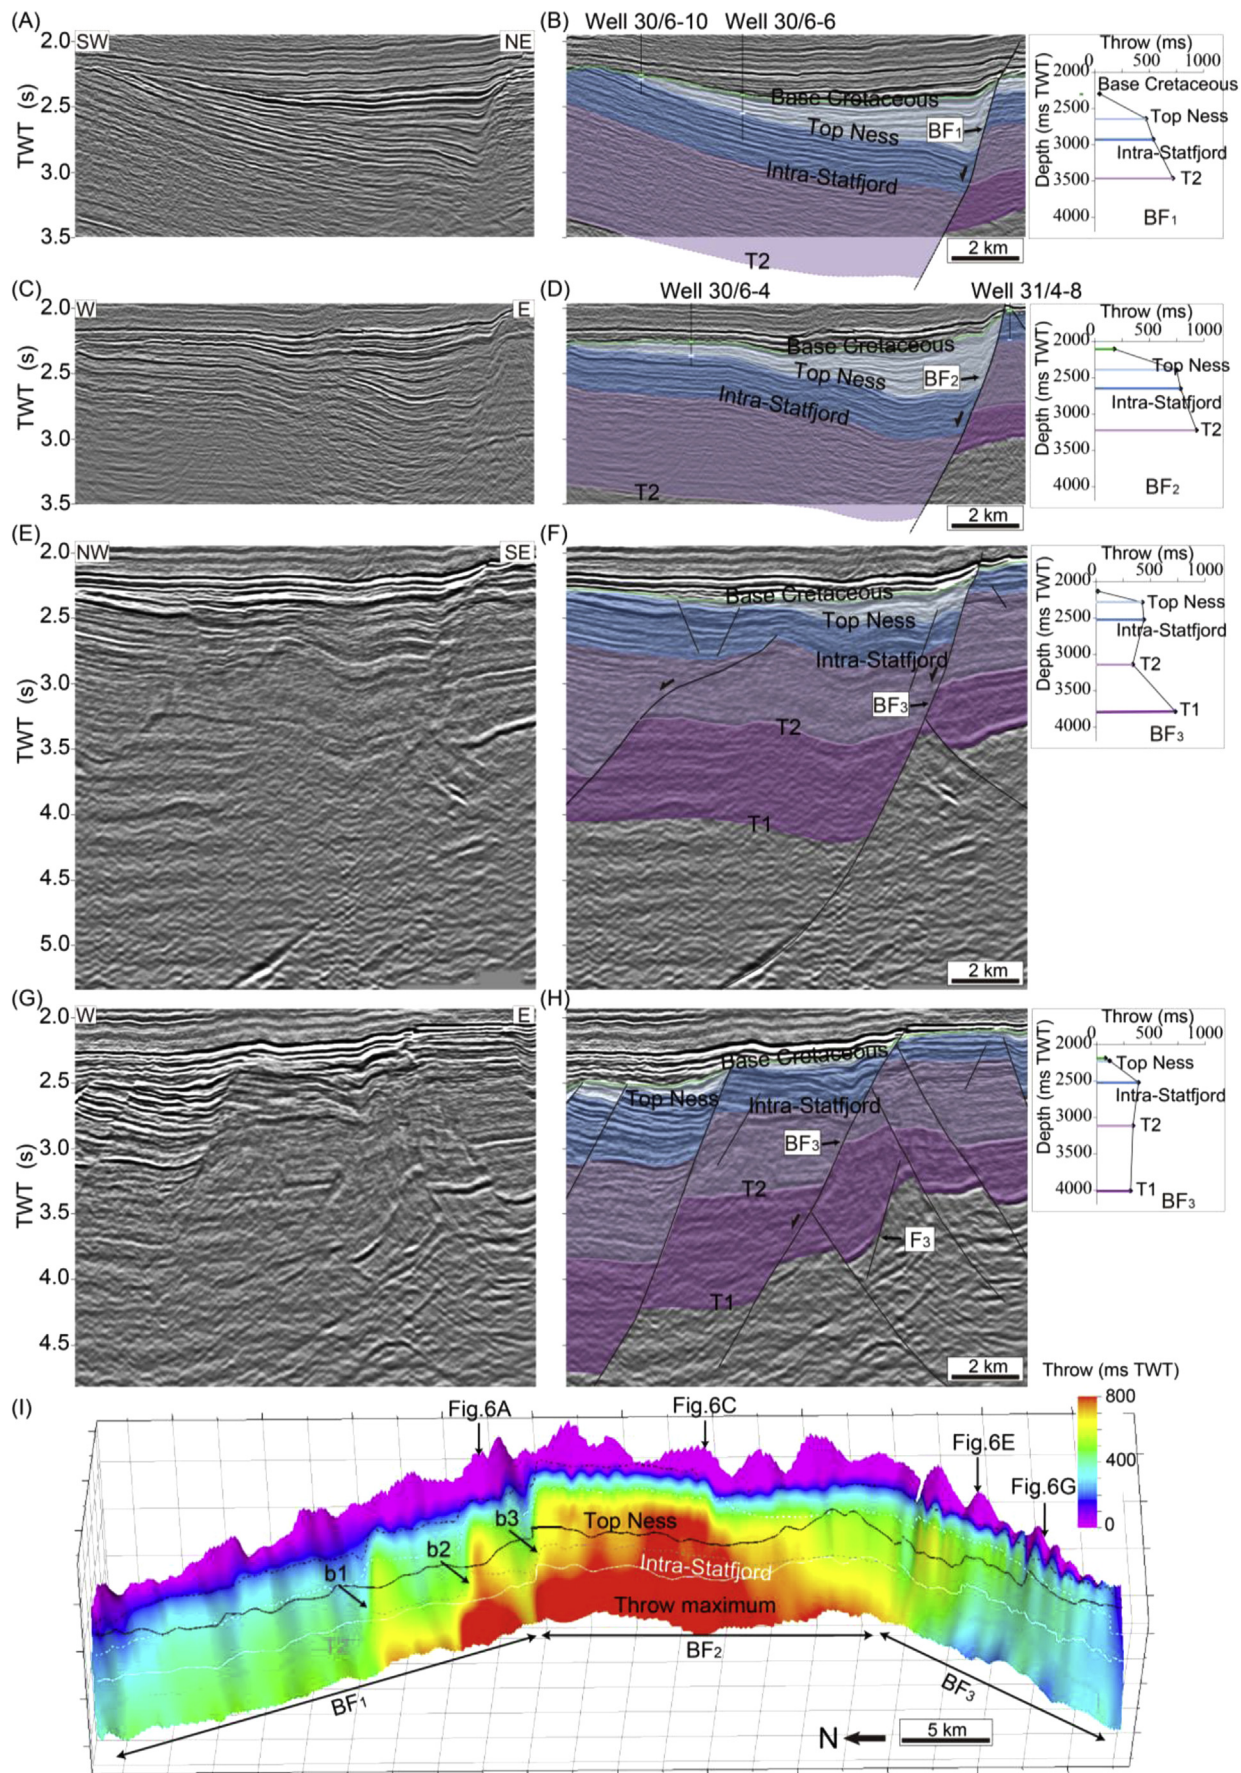 (A)
SW
NE
2.0
2.5
3.0
3.5
TWT (s)
(B)
Well 30/6-10
Well 30/6-6
Base Cretaceous
Top Ness
Intra-Statfjord
BF1
T2
2 km
Throw (ms)
0 500 1000
Depth (ms TWT)
2000
2500
3000
3500
4000
Base Cretaceous
Top Ness
Intra-Statfjord
T2
BF1
(C)
W
E
2.0
2.5
3.0
3.5
TWT (s)
(D)
Well 30/6-4
Well 31/4-8
Base Cretaceous
Top Ness
Intra-Statfjord
BF2
T2
2 km
Throw (ms)
0 500 1000
Depth (ms TWT)
2000
2500
3000
3500
4000
Top Ness
Intra-Statfjord
T2
BF2
(E)
NW
SE
2.0
2.5
3.0
3.5
4.0
4.5
5.0
TWT (s)
(F)
Base Cretaceous
Top Ness
Intra-Statfjord
BF3
T2
T1
2 km
Throw (ms)
0 500 1000
Depth (ms TWT)
2000
2500
3000
3500
4000
Top Ness
Intra-Statfjord
T2
T1
BF3
(G)
W
E
2.0
2.5
3.0
3.5
4.0
4.5
TWT (s)
(H)
Base Cretaceous
Top Ness
Intra-Statfjord
BF3
T2
F3
T1
2 km
Throw (ms)
0 500 1000
Depth (ms TWT)
2000
2500
3000
3500
4000
Top Ness
Intra-Statfjord
T2
T1
BF3
(I)
Throw (ms TWT)
800
400
0
Fig.6A
Fig.6C
Fig.6E
Fig.6G
b1
b2
b3
Top Ness
Intra-Statfjord
Throw maximum
T2
BF1
BF2
BF3
N
5 km